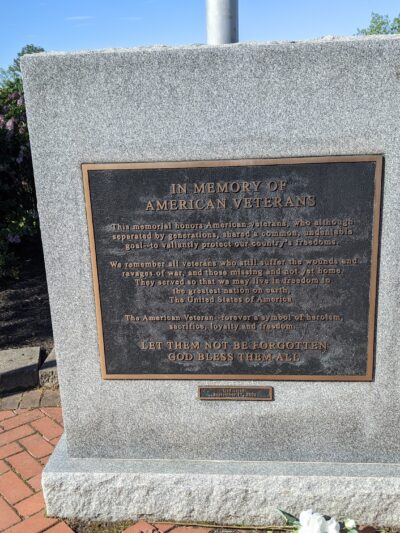 IN MEMORY OF
AMERICAN VETERANS
This memorial honors American veterans, who although
separated by generations, shared a common, undeniable
goal--to valiantly protect our country's freedoms.
We remember all veterans who still suffer the wounds and
ravages of war, and those missing and not yet home.
They served so that we may live in freedom to
the greatest nation on earth,
The United States of America
The American Veteran--forever a symbol of heroism,
sacrifice, loyalty and freedom.
LET THEM NOT BE FORGOTTEN
GOD BLESS THEM ALL